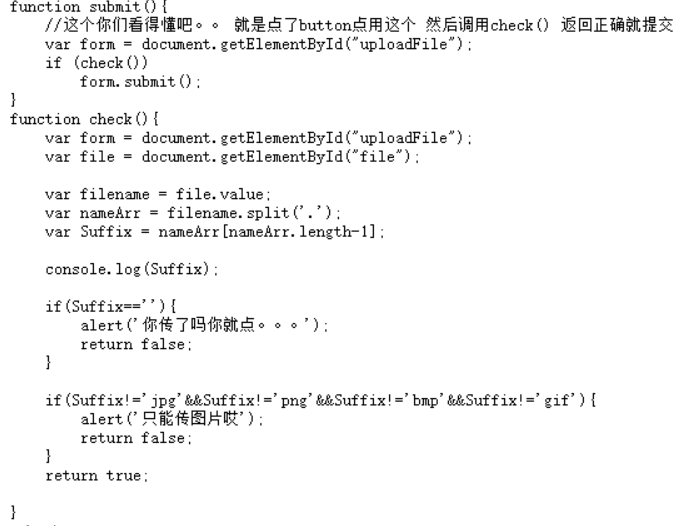 function submit(){
//这个你们看得懂吧。。 就是点了button点用这个 然后调用check() 返回正确就提交
var form = document.getElementById("uploadFile");
if (check())
form.submit();
}
function check(){
var form = document.getElementById("uploadFile");
var file = document.getElementById("file");
var filename = file.value;
var nameArr = filename.split('.');
var Suffix = nameArr[nameArr.length-1];
console.log(Suffix);
if(Suffix==''){
alert('你传了吗你就点。。。');
return false;
}
if(Suffix!='jpg'&&Suffix!='png'&&Suffix!='bmp'&&Suffix!='gif'){
alert('只能传图片哎');
return false;
}
return true;
}